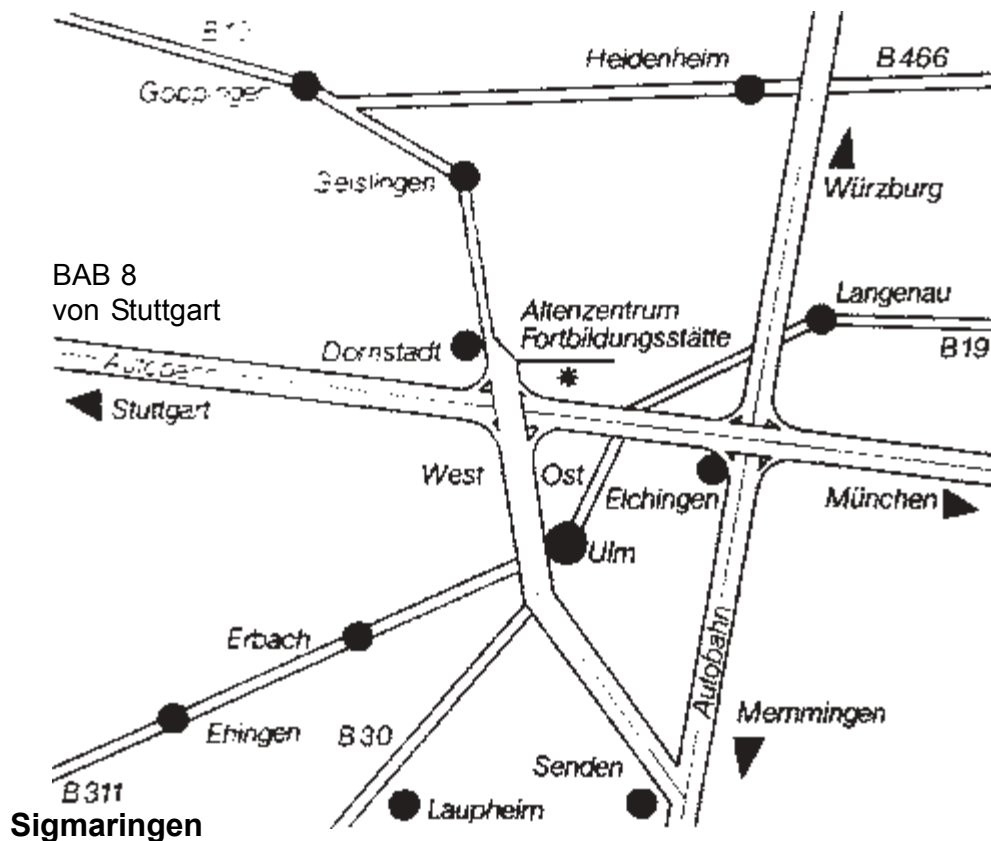 Heidenheim
B 466
Göppingen
Geislingen
Würzburg
BAB 8
von Stuttgart
Langenau
Altenzentrum
Fortbildungsstätte
Dornstadt
B19
Autobahn
Stuttgart
West
Ost
Elchingen
München
Ulm
Erbach
Autobahn
Memmingen
Ehingen
B 30
Senden
B 311
Laupheim
Sigmaringen